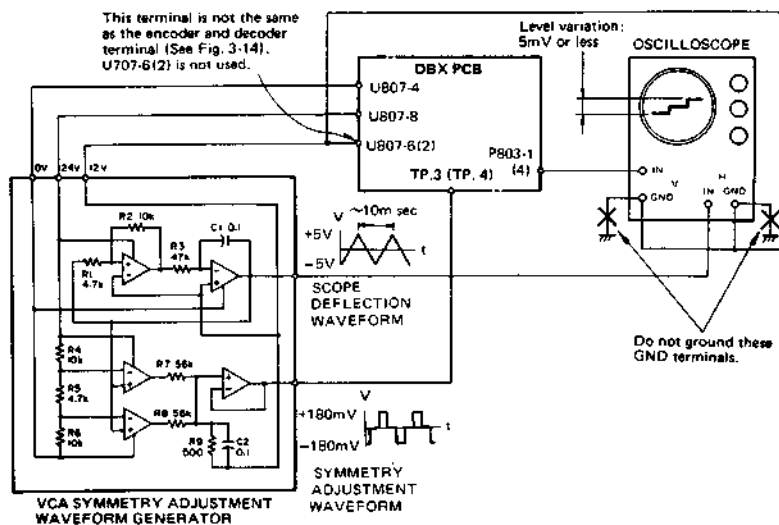 This terminal is not the same
as the encoder and decoder
terminal (See Fig. 3-14).
U707-6(2) is not used.
Level variation:
5mV or less
OSCILLOSCOPE
DBX PCB
U807-4
U807-8
U807-6(2)
P803-1
(4)
TP.3 (TP. 4)
IN
GND
V
H
IN
GND
0V
24V
12V
R2 10k
C1 0.1
R3
47k
R1
4.7k
V
~10m sec
+5V
-5V
t
SCOPE
DEFLECTION
WAVEFORM
Do not ground these
GND terminals.
R4
10k
R5
4.7k
R6
10k
R7 56k
R8 56k
R9
500
C2
0.1
V
+180mV
-180mV
t
SYMMETRY
ADJUSTMENT
WAVEFORM
VCA SYMMETRY ADJUSTMENT
WAVEFORM GENERATOR